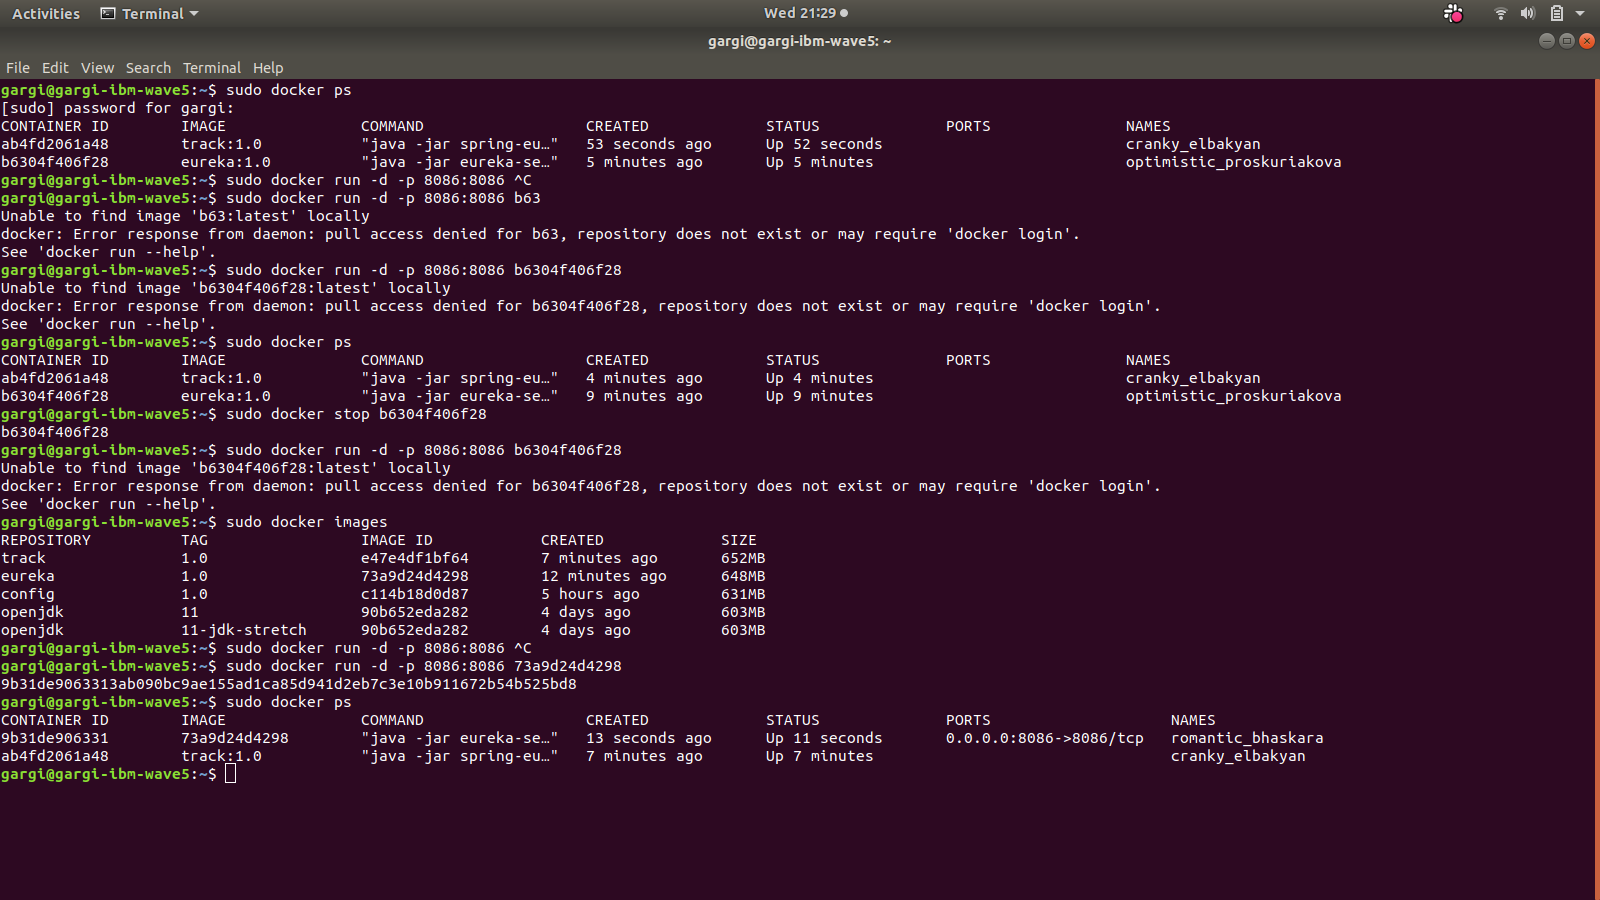 Activities Terminal Wed 21:29
gargi@gargi-ibm-wave5: ~
File Edit View Search Terminal Help
gargi@gargi-ibm-wave5:~$ sudo docker ps
[sudo] password for gargi:
CONTAINER ID IMAGE COMMAND CREATED STATUS PORTS NAMES
ab4fd2061a48 track:1.0 "java -jar spring-eu…" 53 seconds ago Up 52 seconds cranky_elbakyan
b6304f406f28 eureka:1.0 "java -jar eureka-se…" 5 minutes ago Up 5 minutes optimistic_proskuriakova
gargi@gargi-ibm-wave5:~$ sudo docker run -d -p 8086:8086 ^C
gargi@gargi-ibm-wave5:~$ sudo docker run -d -p 8086:8086 b63
Unable to find image 'b63:latest' locally
docker: Error response from daemon: pull access denied for b63, repository does not exist or may require 'docker login'.
See 'docker run --help'.
gargi@gargi-ibm-wave5:~$ sudo docker run -d -p 8086:8086 b6304f406f28
Unable to find image 'b6304f406f28:latest' locally
docker: Error response from daemon: pull access denied for b6304f406f28, repository does not exist or may require 'docker login'.
See 'docker run --help'.
gargi@gargi-ibm-wave5:~$ sudo docker ps
CONTAINER ID IMAGE COMMAND CREATED STATUS PORTS NAMES
ab4fd2061a48 track:1.0 "java -jar spring-eu…" 4 minutes ago Up 4 minutes cranky_elbakyan
b6304f406f28 eureka:1.0 "java -jar eureka-se…" 9 minutes ago Up 9 minutes optimistic_proskuriakova
gargi@gargi-ibm-wave5:~$ sudo docker stop b6304f406f28
b6304f406f28
gargi@gargi-ibm-wave5:~$ sudo docker run -d -p 8086:8086 b6304f406f28
Unable to find image 'b6304f406f28:latest' locally
docker: Error response from daemon: pull access denied for b6304f406f28, repository does not exist or may require 'docker login'.
See 'docker run --help'.
gargi@gargi-ibm-wave5:~$ sudo docker images
REPOSITORY TAG IMAGE ID CREATED SIZE
track 1.0 e47e4df1bf64 7 minutes ago 652MB
eureka 1.0 73a9d24d4298 12 minutes ago 648MB
config 1.0 c114b18d0d87 5 hours ago 631MB
openjdk 11 90b652eda282 4 days ago 603MB
openjdk 11-jdk-stretch 90b652eda282 4 days ago 603MB
gargi@gargi-ibm-wave5:~$ sudo docker run -d -p 8086:8086 ^C
gargi@gargi-ibm-wave5:~$ sudo docker run -d -p 8086:8086 73a9d24d4298
9b31de9063313ab090bc9ae155ad1ca85d941d2eb7c3e10b911672b54b525bd8
gargi@gargi-ibm-wave5:~$ sudo docker ps
CONTAINER ID IMAGE COMMAND CREATED STATUS PORTS NAMES
9b31de906331 73a9d24d4298 "java -jar eureka-se…" 13 seconds ago Up 11 seconds 0.0.0.0:8086->8086/tcp romantic_bhaskara
ab4fd2061a48 track:1.0 "java -jar spring-eu…" 7 minutes ago Up 7 minutes cranky_elbakyan
gargi@gargi-ibm-wave5:~$